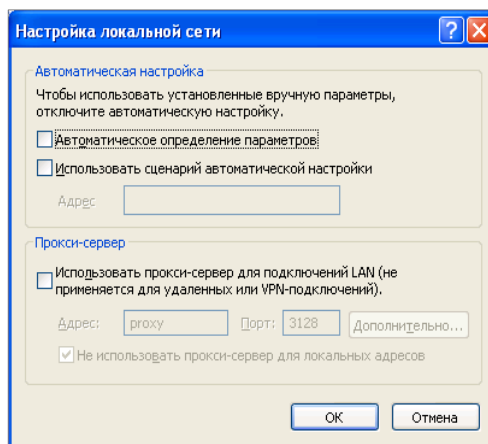 Настройка локальной сети
Автоматическая настройка
Чтобы использовать установленные вручную параметры,
отключите автоматическую настройку.
Автоматическое определение параметров
Использовать сценарий автоматической настройки
Адрес
Прокси-сервер
Использовать прокси-сервер для подключений LAN (не
применяется для удаленных или VPN-подключений).
Адрес: proxy Порт: 3128 Дополнительно...
Не использовать прокси-сервер для локальных адресов
ОК Отмена